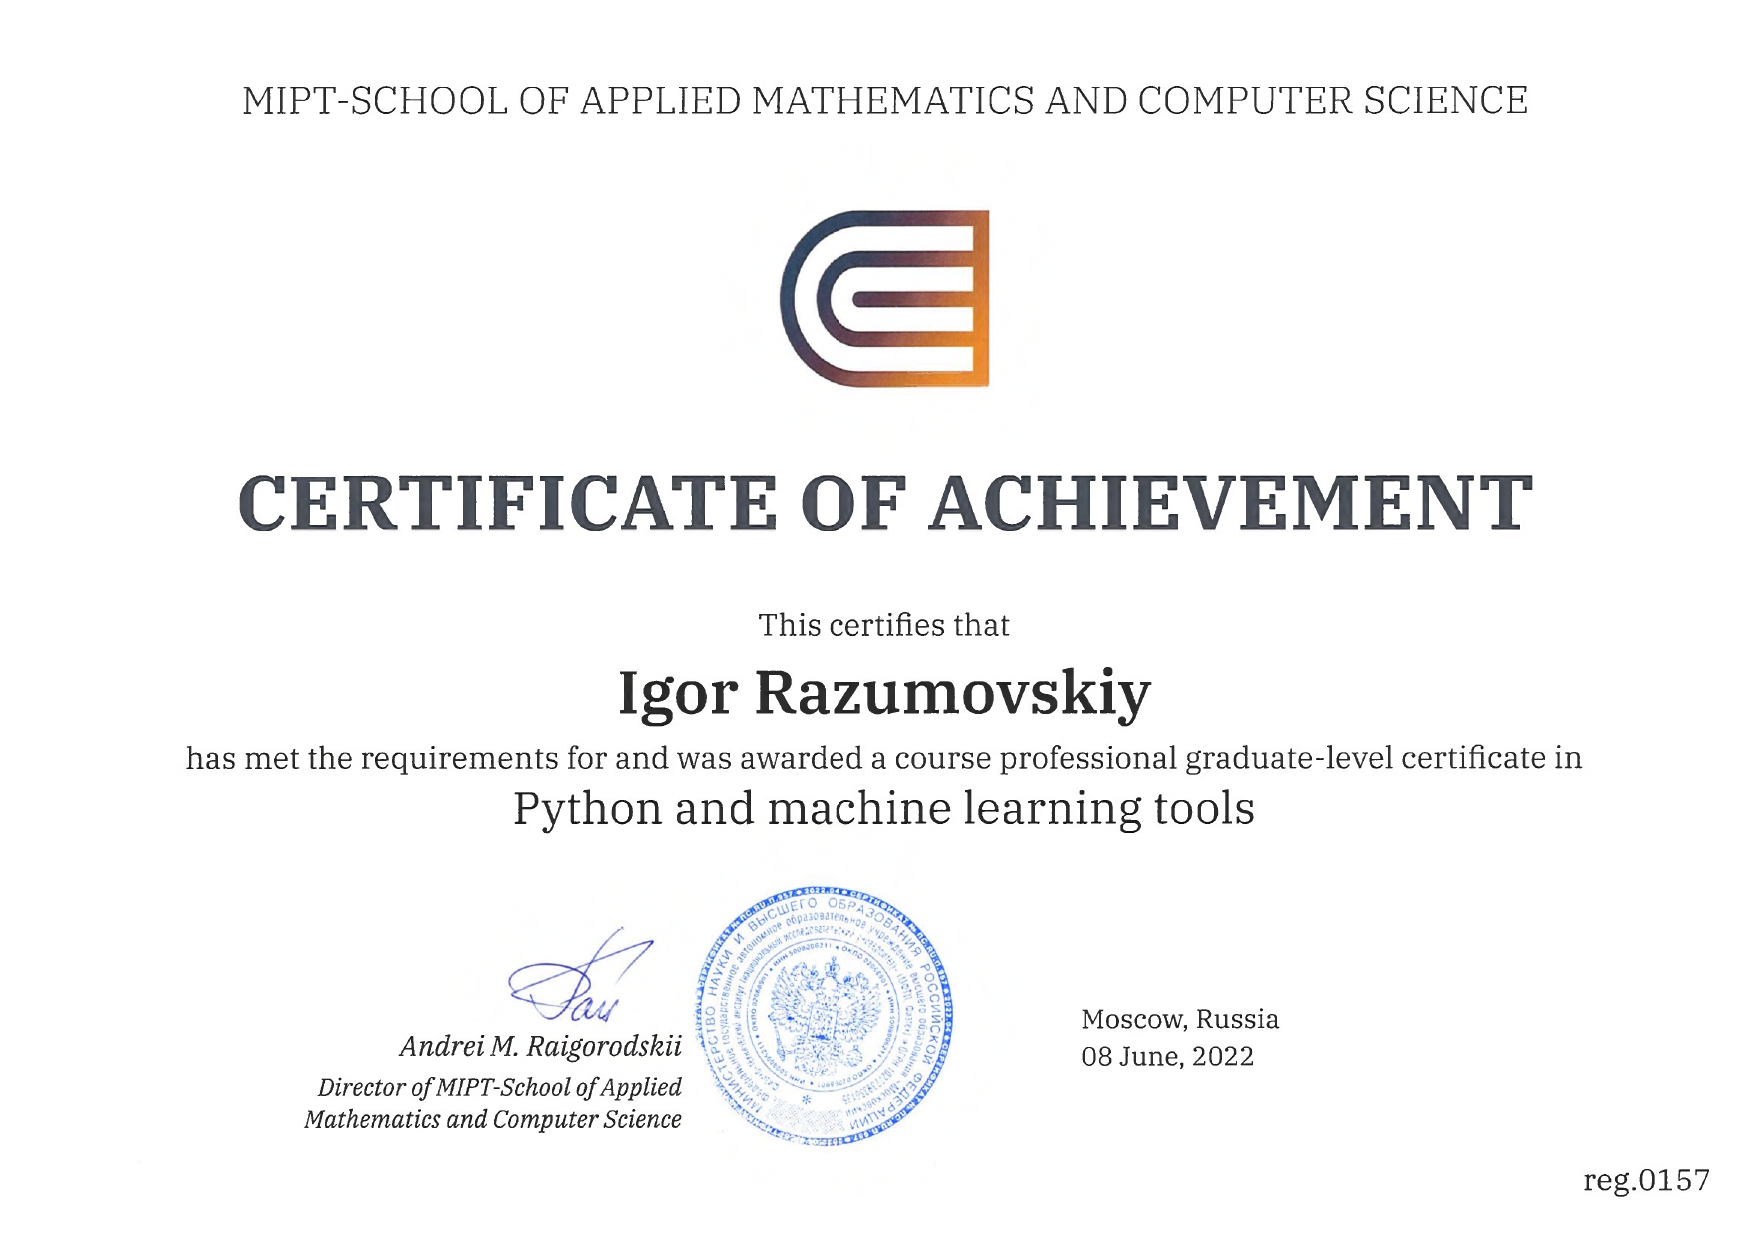 MIPT-SCHOOL OF APPLIED MATHEMATICS AND COMPUTER SCIENCE
CERTIFICATE OF ACHIEVEMENT
This certifies that
Igor Razumovskiy
has met the requirements for and was awarded a course professional graduate-level certificate in
Python and machine learning tools
МИНИСТЕРСТВО НАУКИ И ВЫСШЕГО ОБРАЗОВАНИЯ РОССИЙСКОЙ ФЕДЕРАЦИИ
Andrei M. Raigorodskii
Director of MIPT-School of Applied
Mathematics and Computer Science
Moscow, Russia
08 June, 2022
reg.0157